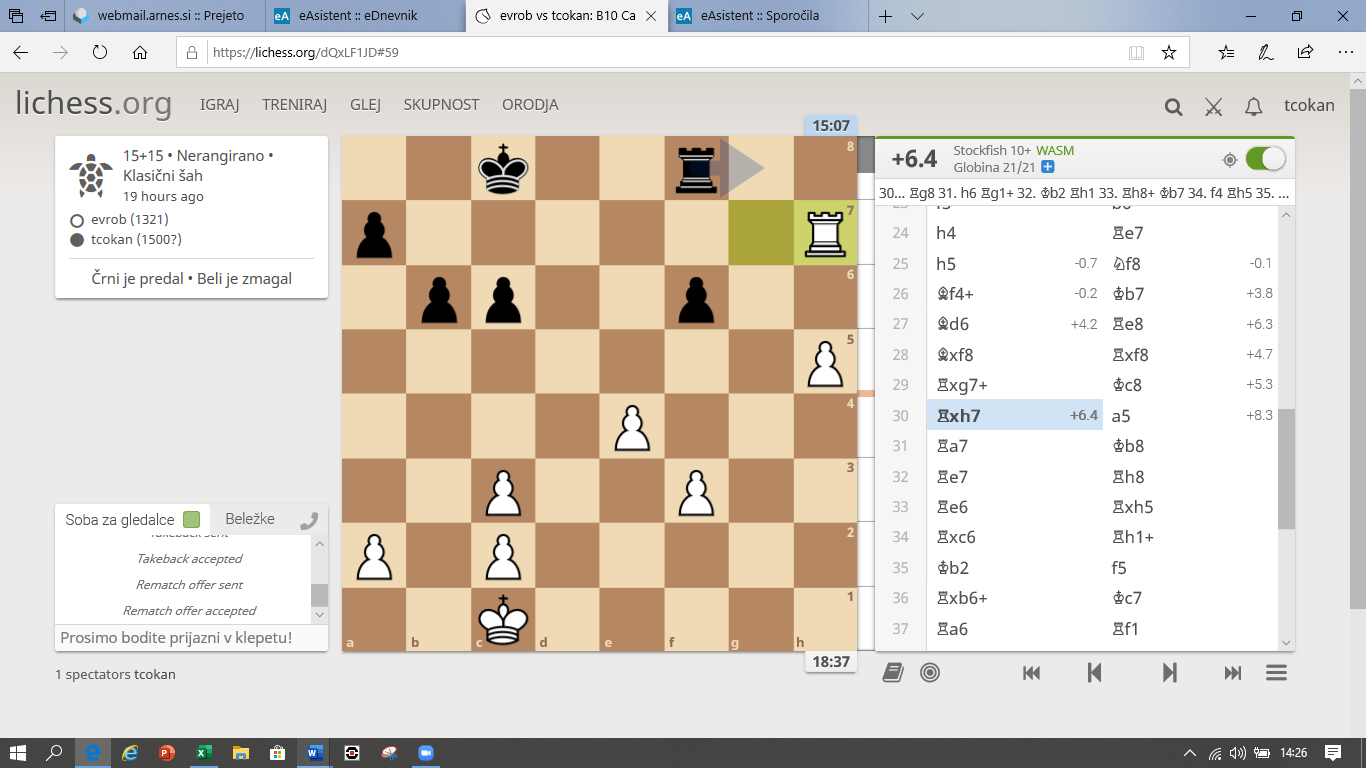 webmail.arnes.si :: Prejeto
eAsistent :: eDnevnik
evrob vs tcokan: B10 Ca
eAsistent :: Sporočila
https://lichess.org/dQxLF1JD#59
lichess.org
IGRAJ TRENIRAJ GLEJ SKUPNOST ORODJA
tcokan
15+15 • Nerangirano •
Klasični šah
19 hours ago
evrob (1321)
tcokan (1500?)
Črni je predal • Beli je zmagal
Soba za gledalce
Beležke
Takeback accepted
Rematch offer sent
Rematch offer accepted
Prosimo bodite prijazni v klepetu!
1 spectators tcokan
15:07
8
7
6
5
4
3
2
1
a b c d e f g h
18:37
+6.4
Stockfish 10+ WASM
Globina 21/21
30... ♖g8 31. h6 ♖g1+ 32. ♔b2 ♖h1 33. ♖h8+ ♔b7 34. f4 ♖h5 35. ...
24 h4 ♖e7
25 h5 -0.7 ♘f8 -0.1
26 ♗f4+ -0.2 ♔b7 +3.8
27 ♗d6 +4.2 ♖e8 +6.3
28 ♗xf8 ♖xf8 +4.7
29 ♖xg7+ ♔c8 +5.3
30 ♖xh7 +6.4 a5 +8.3
31 ♖a7 ♔b8
32 ♖e7 ♖h8
33 ♖e6 ♖xh5
34 ♖xc6 ♖h1+
35 ♔b2 f5
36 ♖xb6+ ♔c7
37 ♖a6 ♖f1
14:26